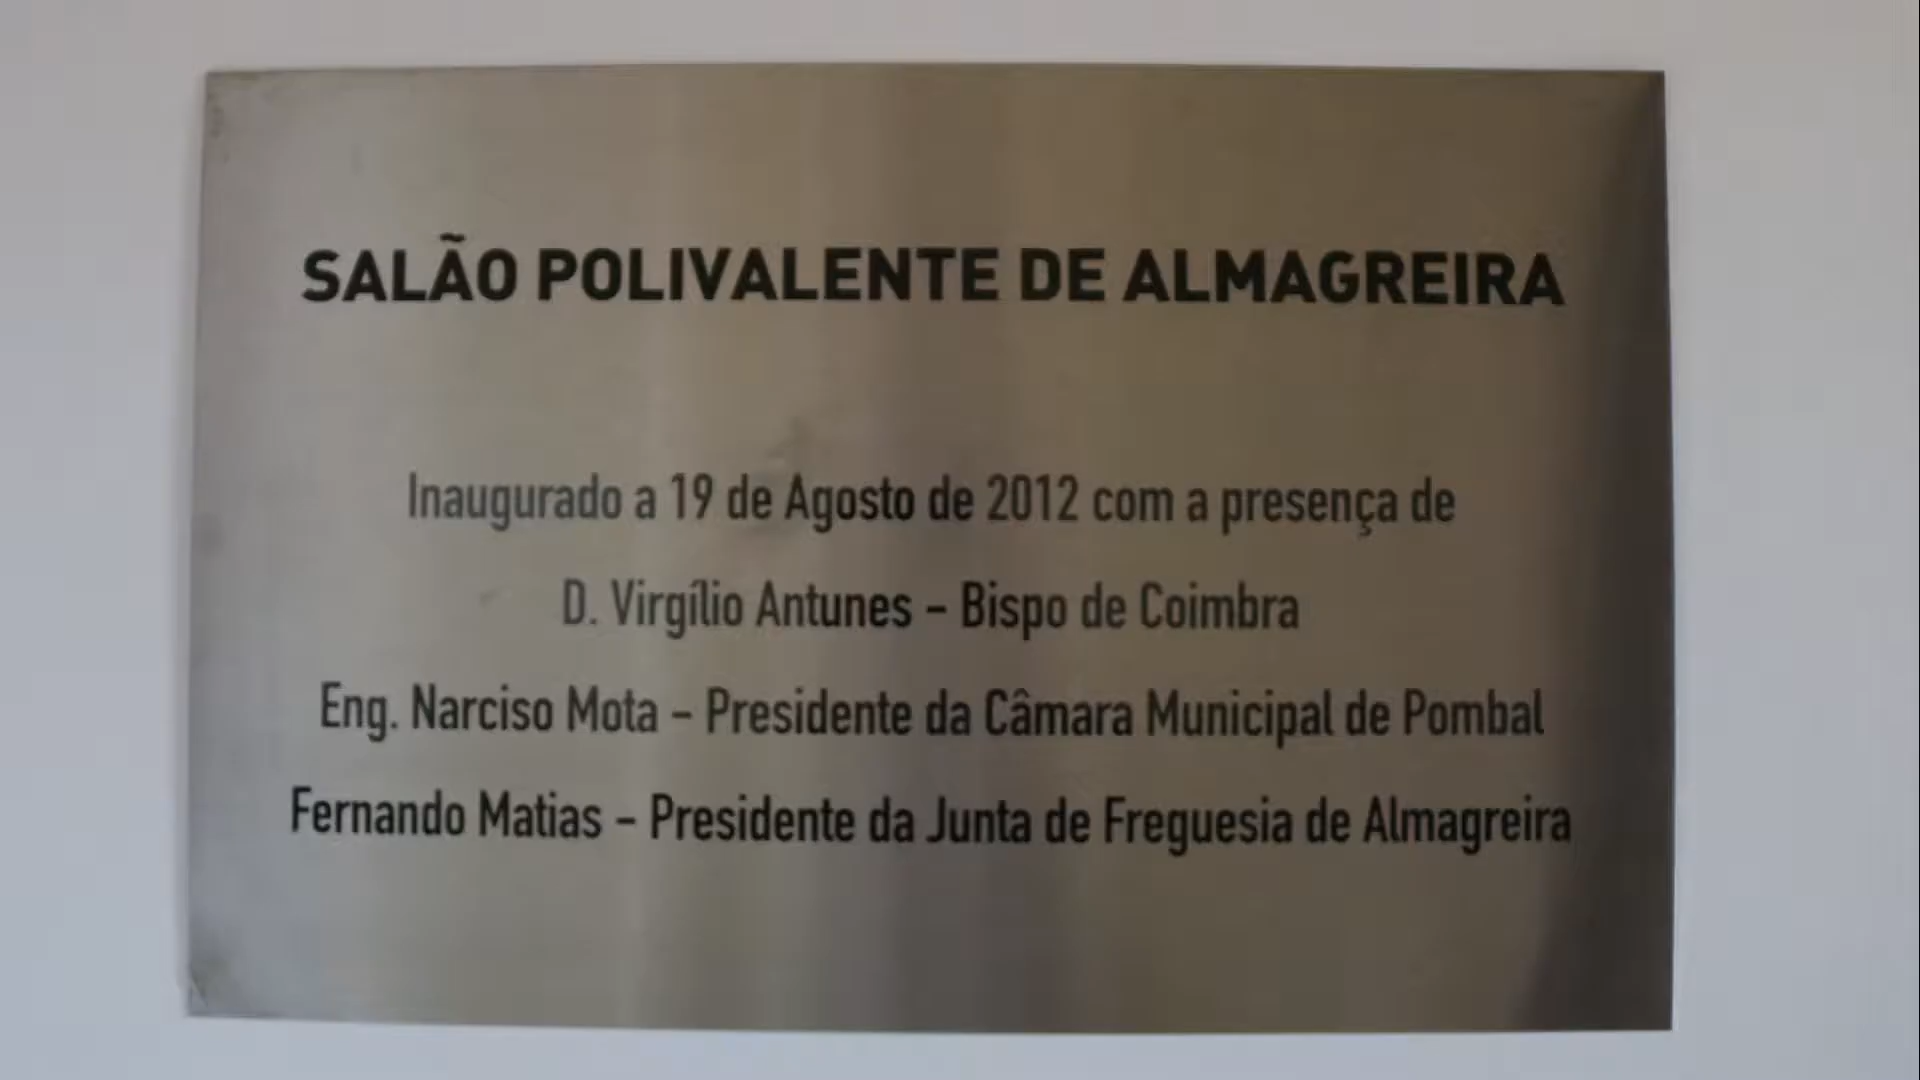 SALÃO POLIVALENTE DE ALMAGREIRA
Inaugurado a 19 de Agosto de 2012 com a presença de
D. Virgílio Antunes – Bispo de Coimbra
Eng. Narciso Mota – Presidente da Câmara Municipal de Pombal
Fernando Matias – Presidente da Junta de Freguesia de Almagreira